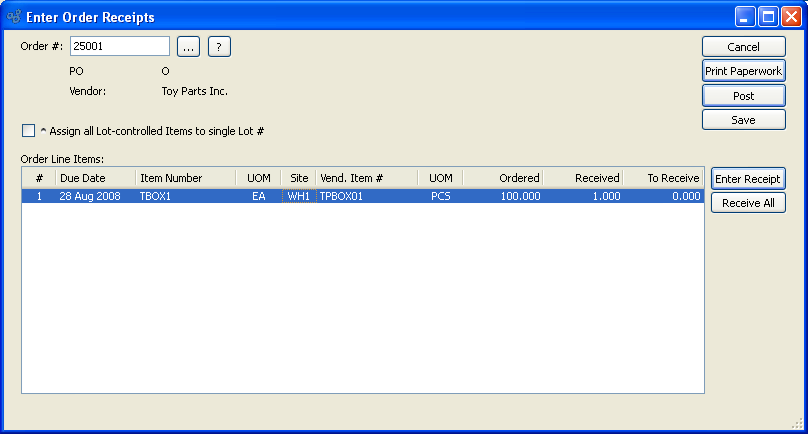 Enter Order Receipts
Order #: 25001 ... ? Cancel
PO O Print Paperwork
Vendor: Toy Parts Inc. Post
Save
^ Assign all Lot-controlled Items to single Lot #
Order Line Items:
# Due Date Item Number UOM Site Vend. Item # UOM Ordered Received To Receive Enter Receipt
1 28 Aug 2008 TBOX1 EA WH1 TPBOX01 PCS 100.000 1.000 0.000
Receive All